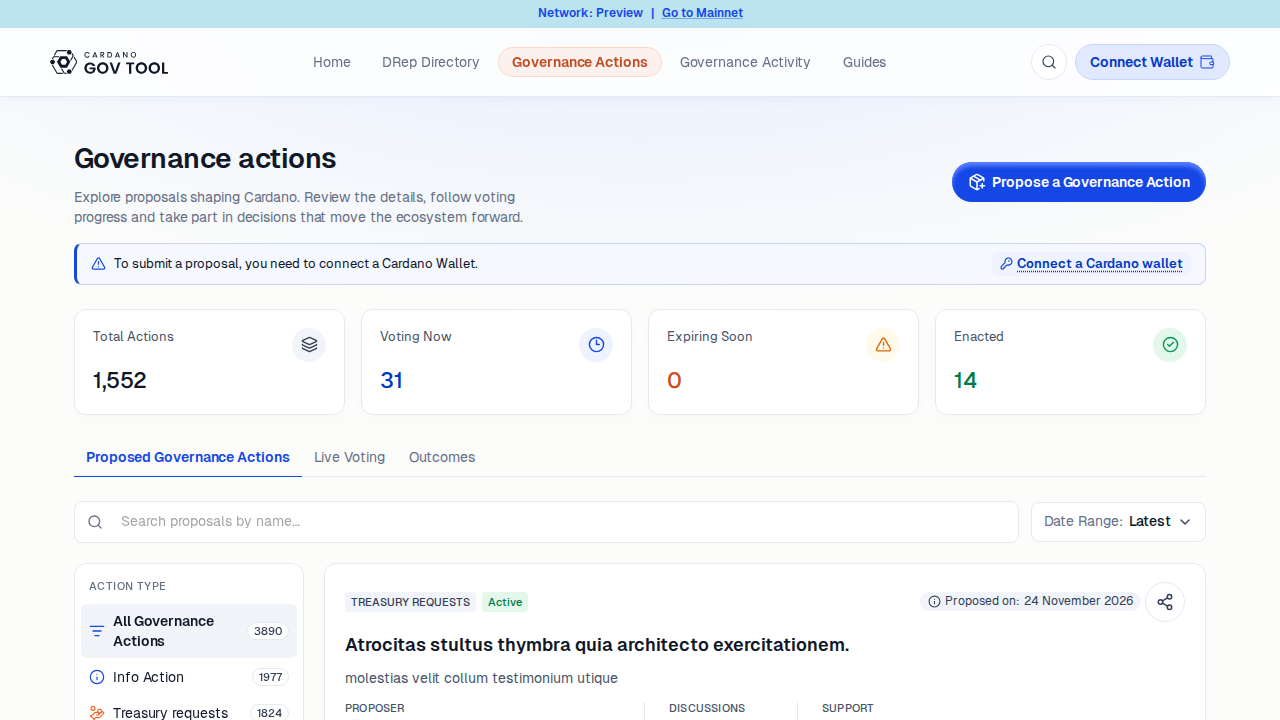 Network: Preview | Go to Mainnet
CARDANO
GOV TOOL
Home
DRep Directory
Governance Actions
Governance Activity
Guides
Connect Wallet
Governance actions
Explore proposals shaping Cardano. Review the details, follow voting
progress and take part in decisions that move the ecosystem forward.
Propose a Governance Action
To submit a proposal, you need to connect a Cardano Wallet.
Connect a Cardano wallet
Total Actions
1,552
Voting Now
31
Expiring Soon
0
Enacted
14
Proposed Governance Actions
Live Voting
Outcomes
Search proposals by name...
Date Range: Latest
ACTION TYPE
All Governance
Actions
3890
Info Action
1977
Treasury requests
1824
TREASURY REQUESTS
Active
Proposed on: 24 November 2026
Atrocitas stultus thymbra quia architecto exercitationem.
molestias velit collum testimonium utique
PROPOSER
DISCUSSIONS
SUPPORT